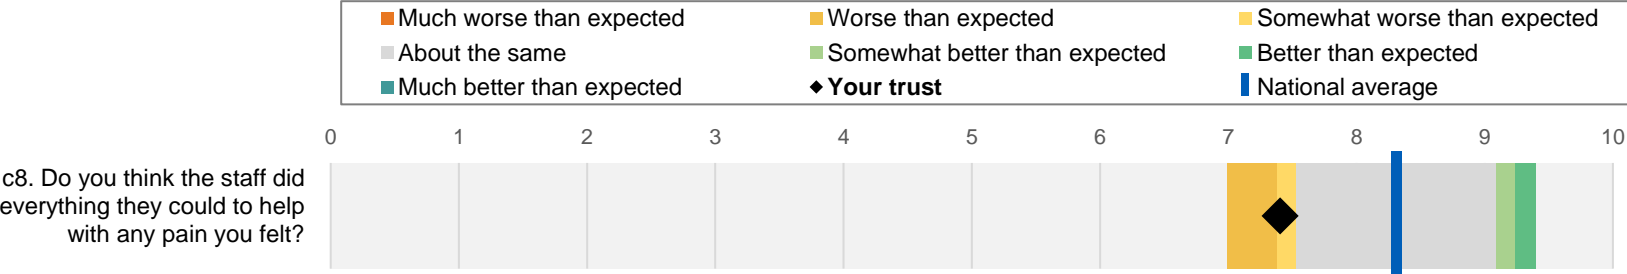 Much worse than expected Worse than expected Somewhat worse than expected
About the same Somewhat better than expected Better than expected
Much better than expected Your trust National average
0 1 2 3 4 5 6 7 8 9 10
c8. Do you think the staff did
everything they could to help
with any pain you felt?